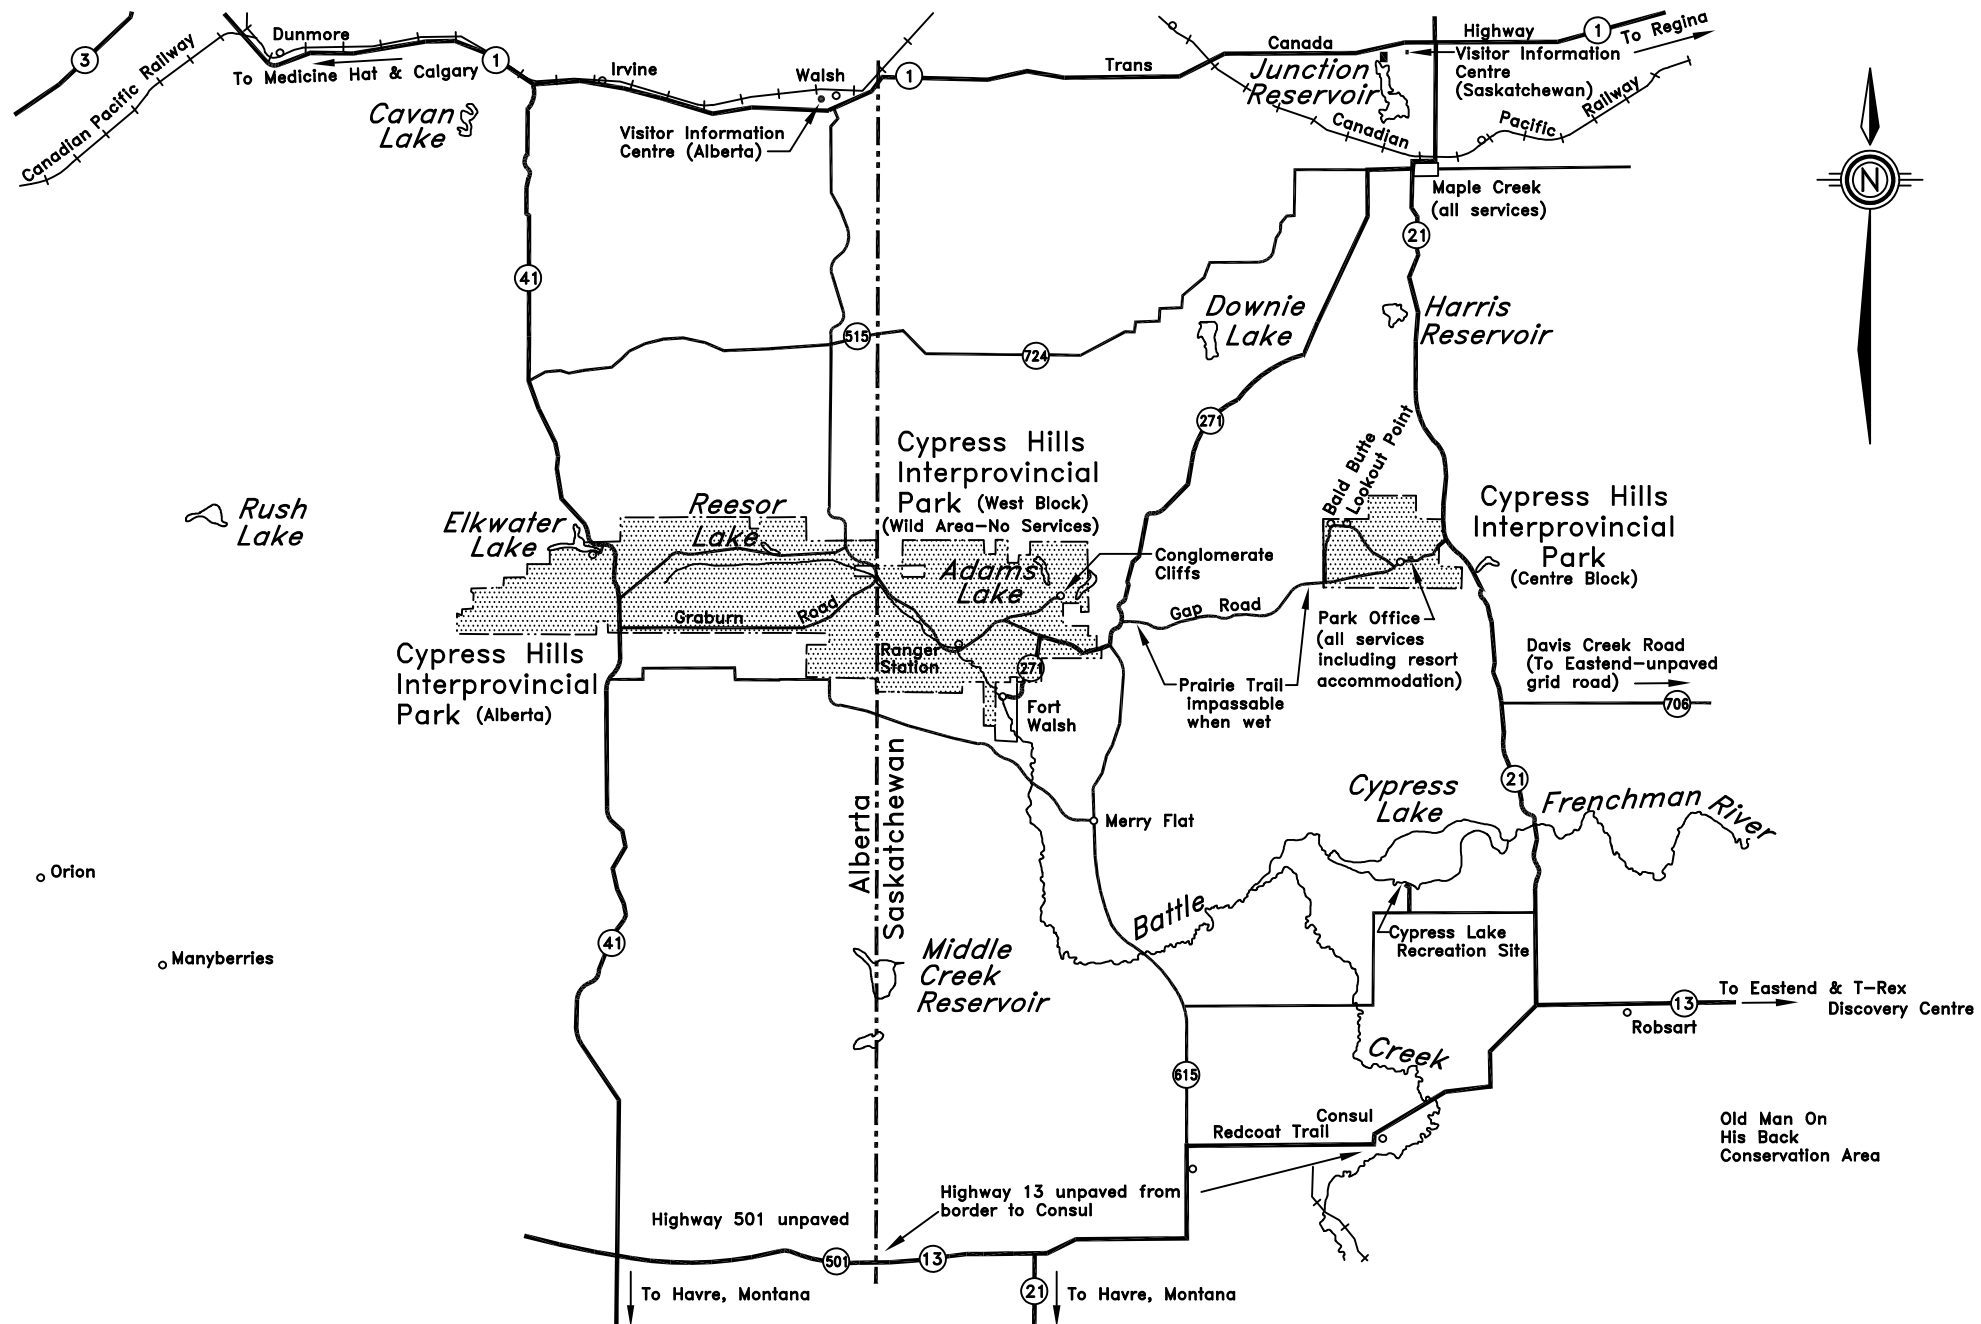 3
Canadian Pacific Railway
Dunmore
To Medicine Hat & Calgary
1
Irvine
Walsh
1
Trans
Canada
Highway
1
To Regina
Visitor Information
Centre
(Saskatchewan)
Junction
Reservoir
Canadian
Pacific
Railway
Cavan
Lake
Visitor Information
Centre (Alberta)
Maple Creek
(all services)
N
21
41
515
724
Downie
Lake
Harris
Reservoir
271
Bald Butte
Lookout Point
Cypress Hills
Interprovincial
Park (West Block)
(Wild Area-No Services)
Cypress Hills
Interprovincial
Park
(Centre Block)
Rush
Lake
Elkwater
Lake
Reesor
Lake
Adams
Lake
Conglomerate
Cliffs
Graburn
Road
Gap Road
Park Office
(all services
including resort
accommodation)
Davis Creek Road
(To Eastend-unpaved
grid road)
706
Cypress Hills
Interprovincial
Park (Alberta)
Ranger
Station
271
Fort
Walsh
Prairie Trail
impassable
when wet
21
Alberta
Saskatchewan
Merry Flat
Cypress
Lake
Frenchman River
Orion
Manyberries
41
Battle
Cypress Lake
Recreation Site
Middle
Creek
Reservoir
To Eastend & T-Rex
Discovery Centre
13
Robsart
Creek
615
Consul
Redcoat Trail
Old Man On
His Back
Conservation Area
Highway 13 unpaved from
border to Consul
Highway 501 unpaved
501
13
21
To Havre, Montana
To Havre, Montana